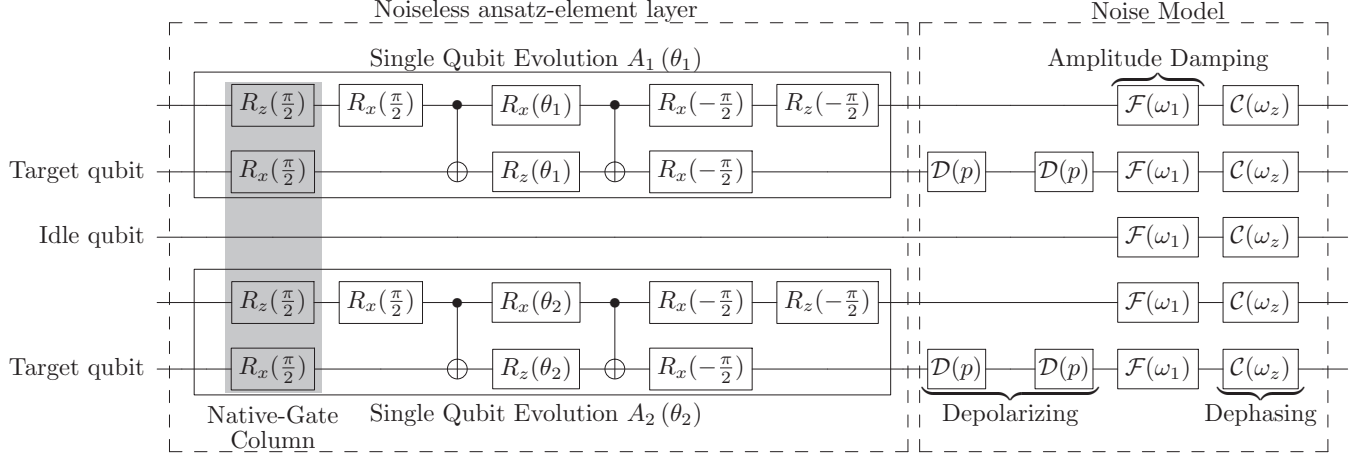 Noiseless ansatz-element layer
Noise Model
Single Qubit Evolution A₁ (θ₁)
Amplitude Damping
R_z(π/2) R_x(π/2) R_x(θ₁) R_x(−π/2) R_z(−π/2) F(ω₁) C(ω_z)
Target qubit R_x(π/2) R_z(θ₁) R_x(−π/2) D(p) D(p) F(ω₁) C(ω_z)
Idle qubit F(ω₁) C(ω_z)
R_z(π/2) R_x(π/2) R_x(θ₂) R_x(−π/2) R_z(−π/2) F(ω₁) C(ω_z)
Target qubit R_x(π/2) R_z(θ₂) R_x(−π/2) D(p) D(p) F(ω₁) C(ω_z)
Native-Gate
Column
Single Qubit Evolution A₂ (θ₂)
Depolarizing
Dephasing